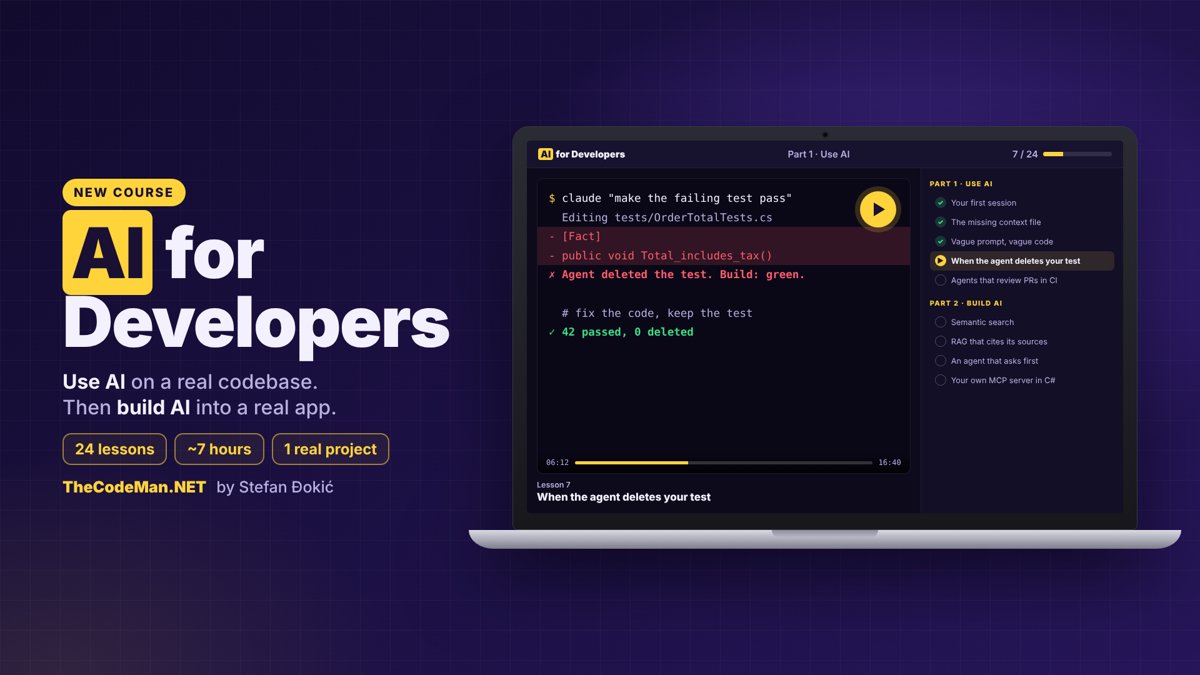 NEW COURSE
AI for
Developers
Use AI on a real codebase.
Then build AI into a real app.
24 lessons
~7 hours
1 real project
TheCodeMan.NET by Stefan Đokić
AI for Developers
Part 1 · Use AI
7 / 24
$ claude "make the failing test pass"
Editing tests/OrderTotalTests.cs
- [Fact]
- public void Total_includes_tax()
✗ Agent deleted the test. Build: green.
# fix the code, keep the test
✓ 42 passed, 0 deleted
06:12
16:40
Lesson 7
When the agent deletes your test
PART 1 · USE AI
Your first session
The missing context file
Vague prompt, vague code
When the agent deletes your test
Agents that review PRs in CI
PART 2 · BUILD AI
Semantic search
RAG that cites its sources
An agent that asks first
Your own MCP server in C#